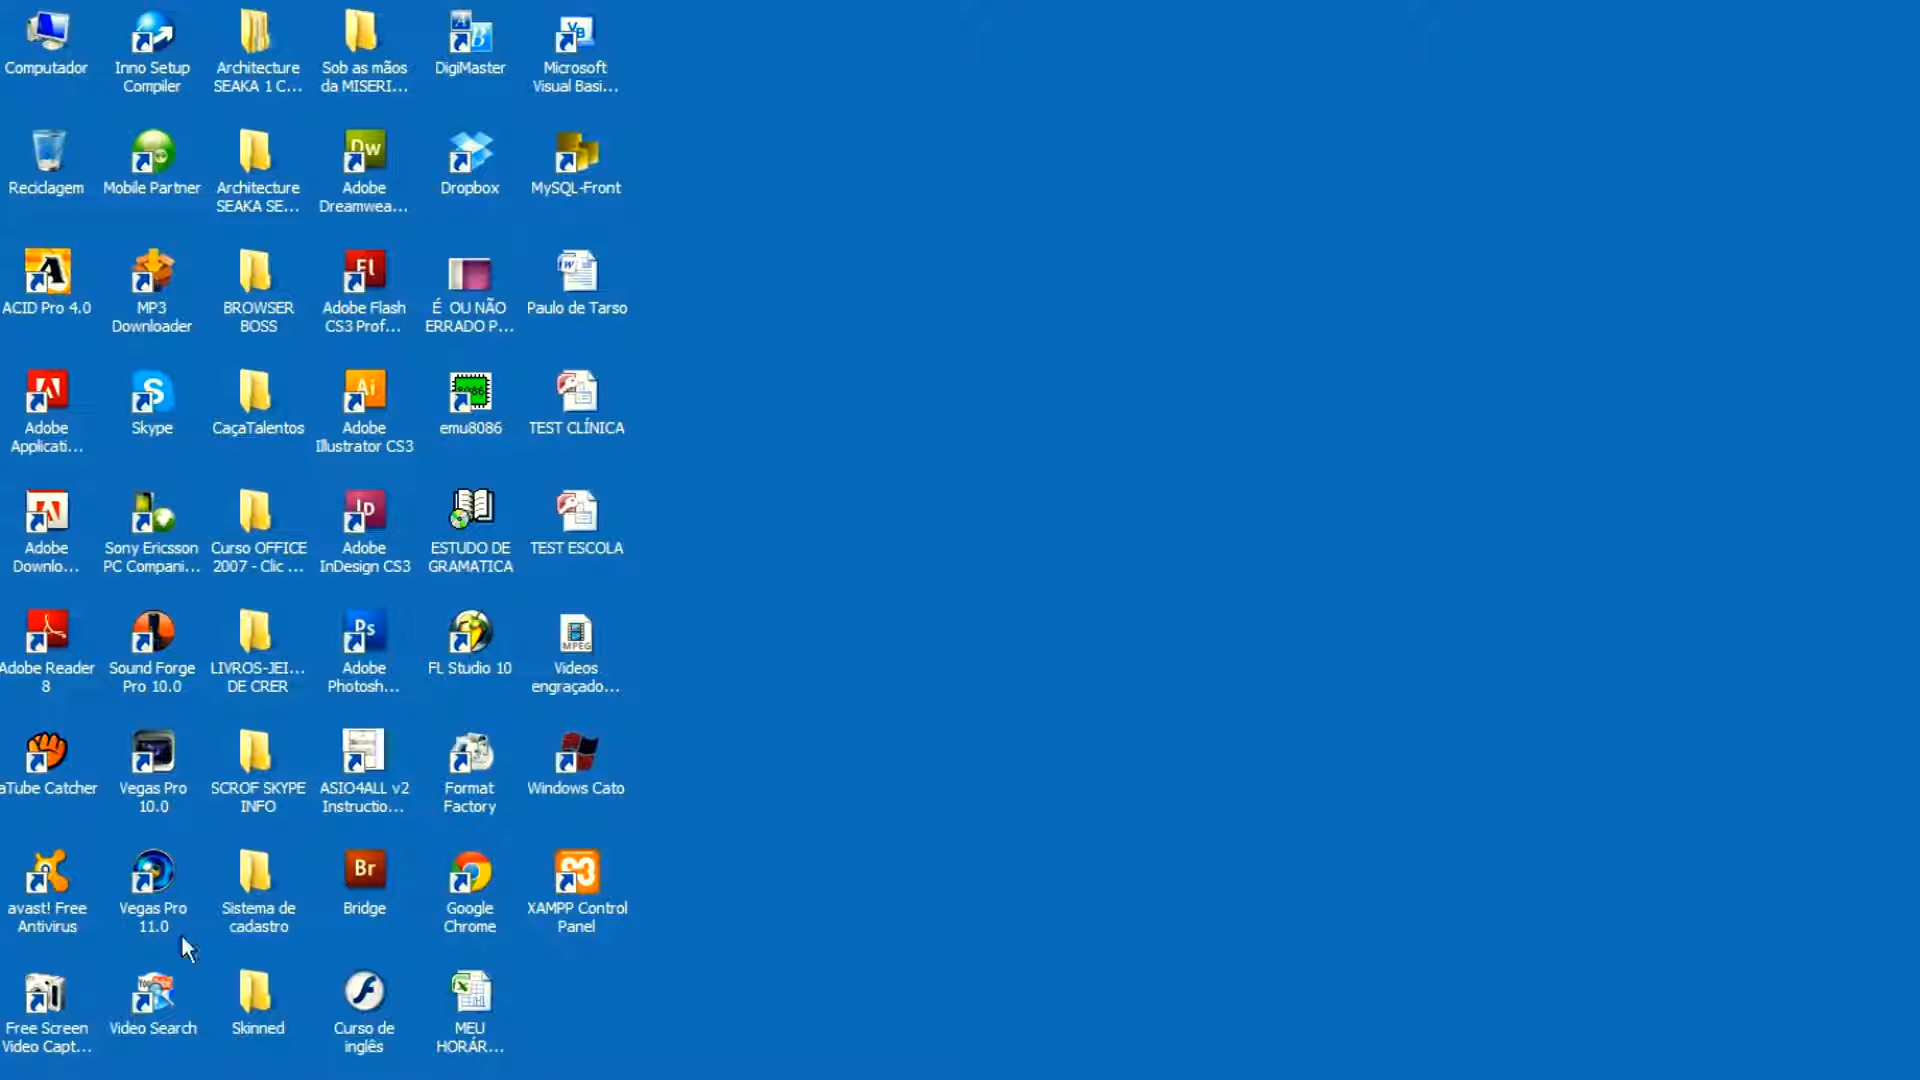 Computador
Inno Setup
Compiler
Architecture
SEAKA 1 C...
Sob as mãos
da MISERI...
DigiMaster
Microsoft
Visual Basi...
Reciclagem
Mobile Partner
Architecture
SEAKA SE...
Adobe
Dreamwea...
Dropbox
MySQL-Front
ACID Pro 4.0
MP3
Downloader
BROWSER
BOSS
Adobe Flash
CS3 Prof...
É OU NÃO
ERRADO P...
Paulo de Tarso
Adobe
Applicati...
Skype
CaçaTalentos
Adobe
Illustrator CS3
emu8086
TEST CLÍNICA
Adobe
Downlo...
Sony Ericsson
PC Compani...
Curso OFFICE
2007 - Clic ...
Adobe
InDesign CS3
ESTUDO DE
GRAMATICA
TEST ESCOLA
Adobe Reader
8
Sound Forge
Pro 10.0
LIVROS-JEI...
DE CRER
Adobe
Photosh...
FL Studio 10
Videos
engraçado...
aTube Catcher
Vegas Pro
10.0
SCROF SKYPE
INFO
ASIO4ALL v2
Instructio...
Format
Factory
Windows Cato
avast! Free
Antivirus
Vegas Pro
11.0
Sistema de
cadastro
Br
Bridge
Google
Chrome
XAMPP Control
Panel
Free Screen
Video Capt...
Video Search
Skinned
Curso de
inglês
MEU
HORÁR...